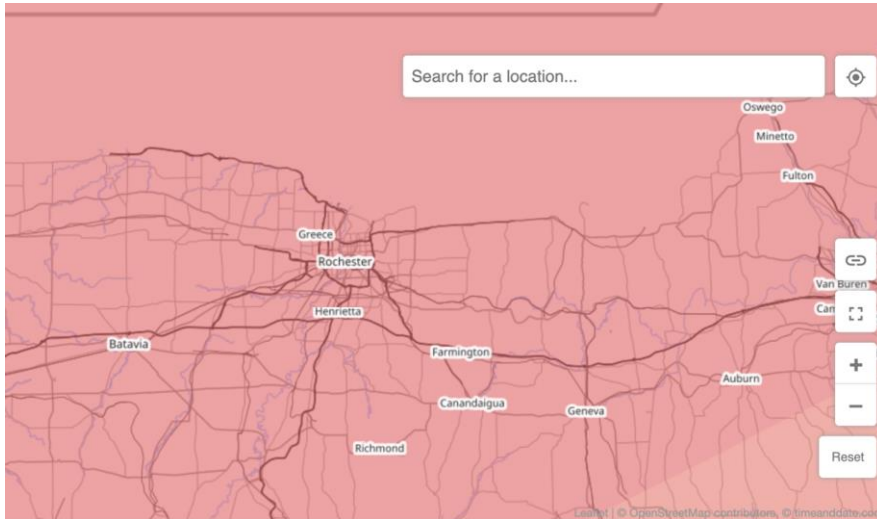 Search for a location...
Oswego
Minetto
Fulton
Greece
Rochester
Van Buren
Henrietta
Batavia
Farmington
Auburn
Canandaigua
Geneva
Richmond
+
−
Reset
Leaflet | © OpenStreetMap contributors, © timeanddate.com